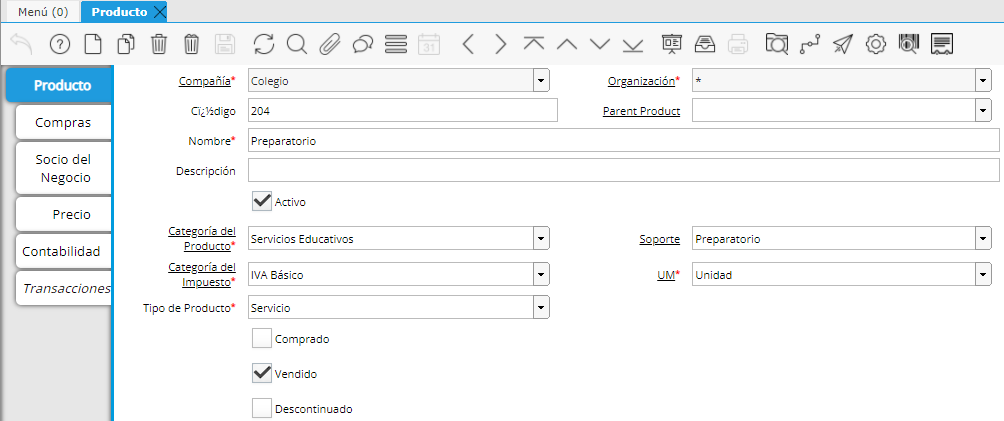 Menú (0) Producto
31
Producto
Compras
Socio del
Negocio
Precio
Contabilidad
Transacciones
Compañía* Colegio Organización* *
Cï¿½digo 204 Parent Product
Nombre* Preparatorio
Descripción
Activo
Categoría del
Producto* Servicios Educativos Soporte Preparatorio
Categoría del
Impuesto* IVA Básico UM* Unidad
Tipo de Producto* Servicio
Comprado
Vendido
Descontinuado